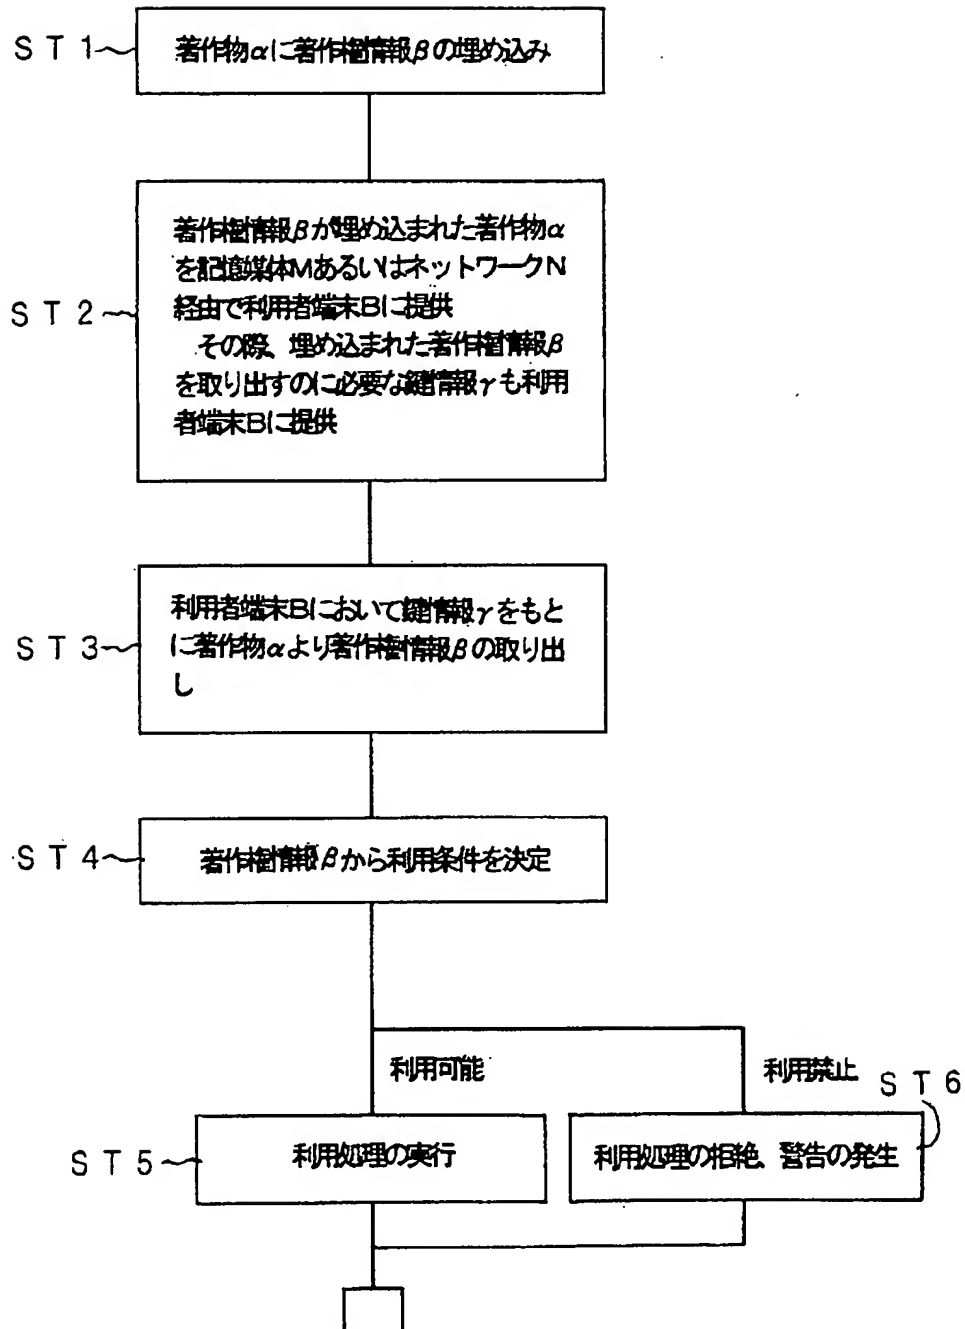 ST1
著作物αに著作権情報βの埋め込み
ST2
著作権情報βが埋め込まれた著作物α
を記憶媒体MあるいはネットワークN
経由で利用者端末Bに提供
その際、埋め込まれた著作権情報β
を取り出すのに必要な鍵情報γも利用
者端末Bに提供
ST3
利用者端末Bにおいて鍵情報γをもと
に著作物αより著作権情報βの取り出
し
ST4
著作権情報βから利用条件を決定
利用可能
利用禁止
ST5
利用処理の実行
ST6
利用処理の拒絶、警告の発生